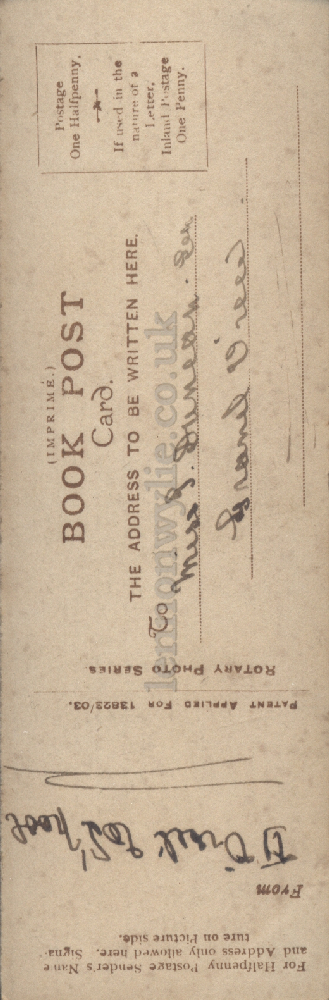 (IMPRIMÉ.)
BOOK POST
Card.
THE ADDRESS TO BE WRITTEN HERE.
Postage
One Halfpenny.
If used in the
nature of a
Letter,
Inland Postage
One Penny.
To Miss J. Duncan.
Grand
lennonwylie.co.uk
ROTARY PHOTO SERIES
PATENT APPLIED FOR 13823/03.
For Halfpenny Postage Sender's Name
and Address only allowed here. Signa-
ture on Picture side.
From